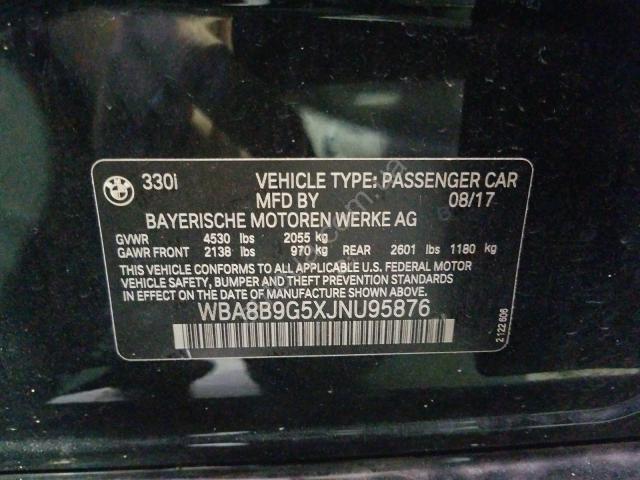 330i VEHICLE TYPE: PASSENGER CAR
MFD BY 08/17
BAYERISCHE MOTOREN WERKE AG
GVWR 4530 lbs 2055 kg
GAWR FRONT 2138 lbs 970 kg REAR 2601 lbs 1180 kg
THIS VEHICLE CONFORMS TO ALL APPLICABLE U.S. FEDERAL MOTOR
VEHICLE SAFETY, BUMPER AND THEFT PREVENTION STANDARDS
IN EFFECT ON THE DATE OF MANUFACTURE SHOWN ABOVE.
WBA8B9G5XJNU95876
2 122 606